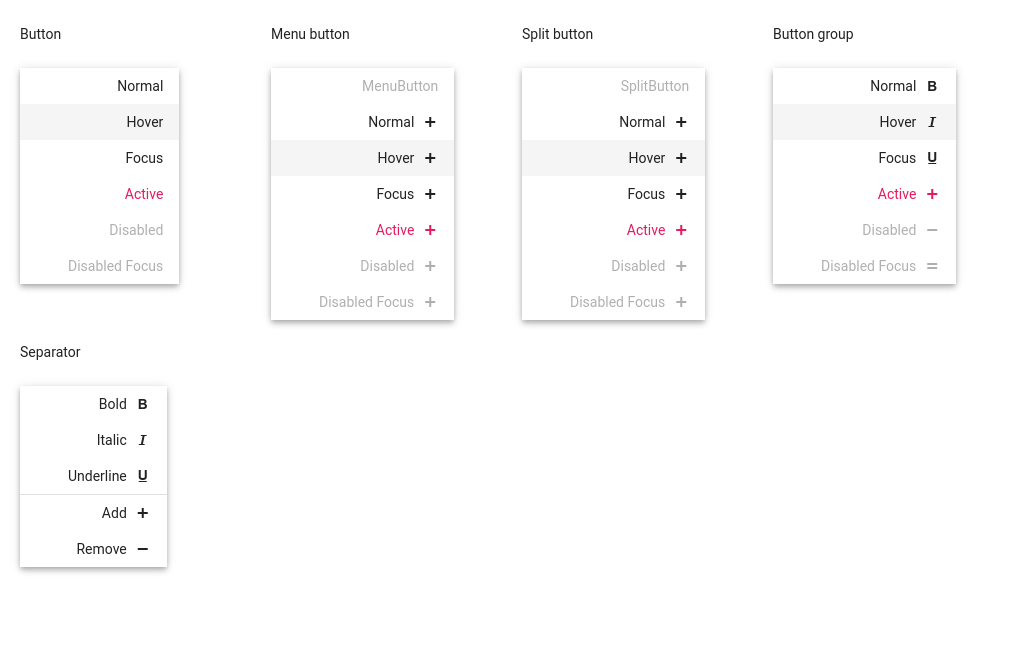 Button
Normal
Hover
Focus
Active
Disabled
Disabled Focus
Menu button
MenuButton
Normal +
Hover +
Focus +
Active +
Disabled +
Disabled Focus +
Split button
SplitButton
Normal +
Hover +
Focus +
Active +
Disabled +
Disabled Focus +
Button group
Normal B
Hover I
Focus U
Active +
Disabled −
Disabled Focus =
Separator
Bold B
Italic I
Underline U
Add +
Remove −